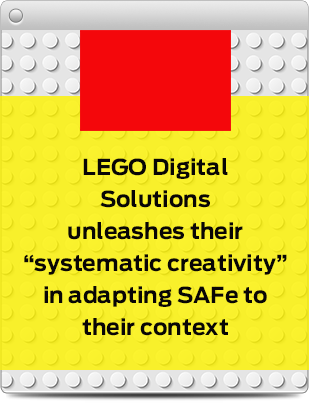 LEGO Digital
Solutions
unleashes their
“systematic creativity”
in adapting SAFe to
their context